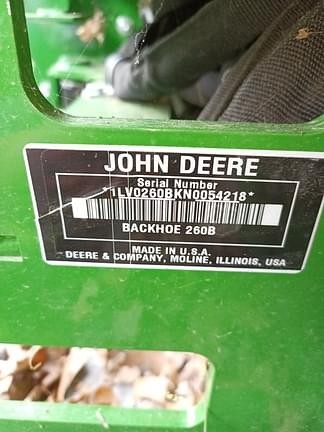 JOHN DEERE
Serial Number
*1LV0260BKN0054218*
BACKHOE 260B
MADE IN U.S.A.
DEERE & COMPANY, MOLINE, ILLINOIS, USA